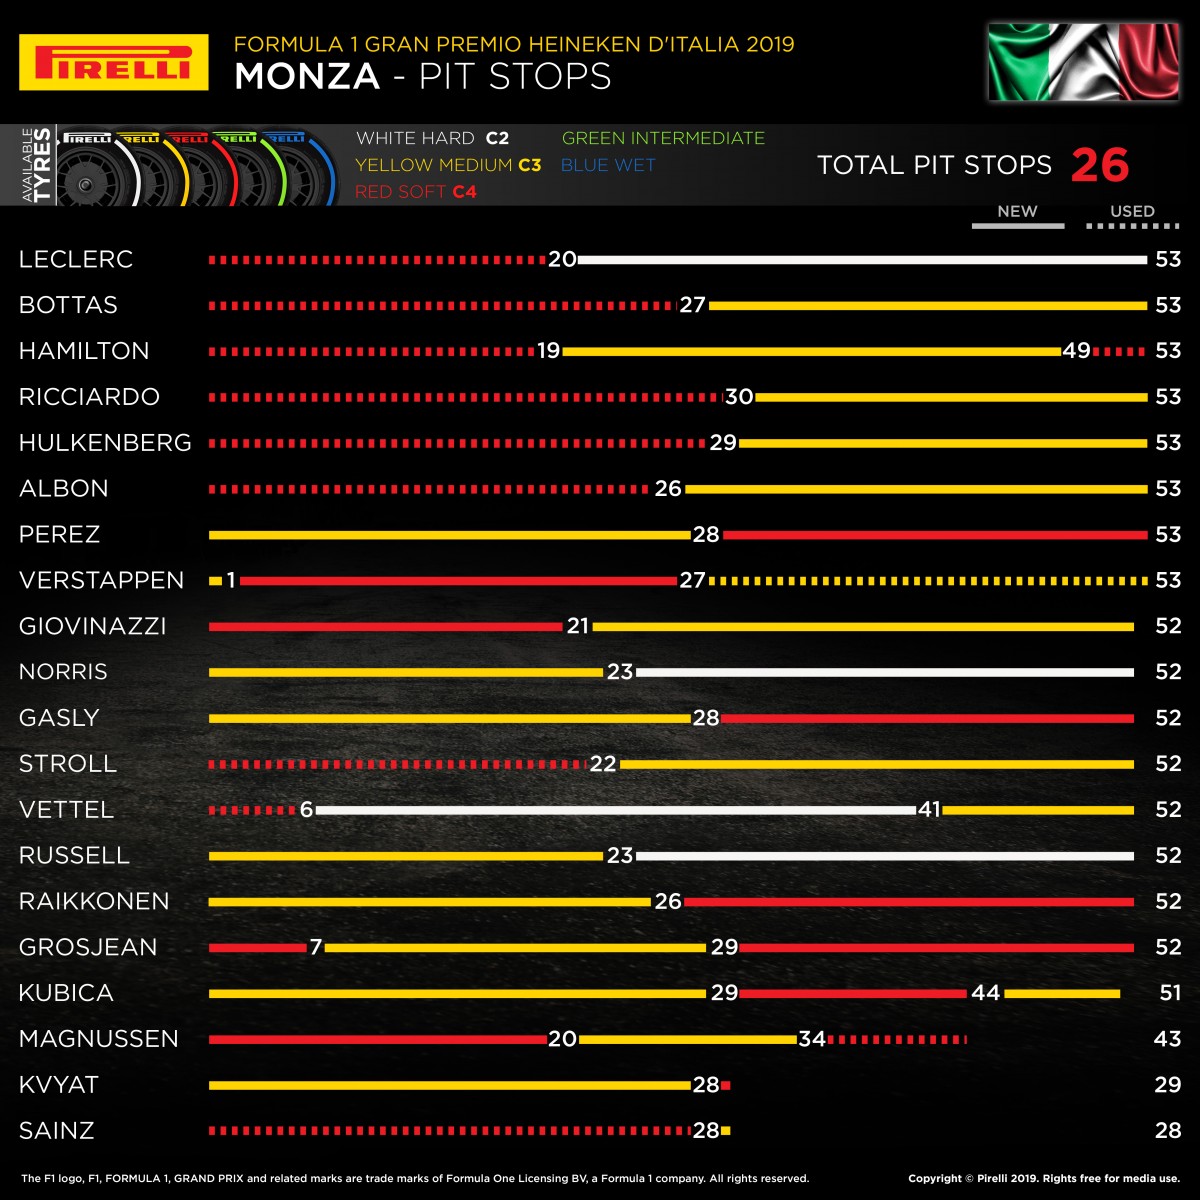 PIRELLI
FORMULA 1 GRAN PREMIO HEINEKEN D'ITALIA 2019
MONZA - PIT STOPS
AVAILABLE
TYRES
PIRELLI PIRELLI PIRELLI PIRELLI PIRELLI
WHITE HARD C2 GREEN INTERMEDIATE
YELLOW MEDIUM C3 BLUE WET
RED SOFT C4
TOTAL PIT STOPS 26
NEW USED
LECLERC 20 53
BOTTAS 27 53
HAMILTON 19 49 53
RICCIARDO 30 53
HULKENBERG 29 53
ALBON 26 53
PEREZ 28 53
VERSTAPPEN 1 27 53
GIOVINAZZI 21 52
NORRIS 23 52
GASLY 28 52
STROLL 22 52
VETTEL 6 41 52
RUSSELL 23 52
RAIKKONEN 26 52
GROSJEAN 7 29 52
KUBICA 29 44 51
MAGNUSSEN 20 34 43
KVYAT 28 29
SAINZ 28 28
The F1 logo, F1, FORMULA 1, GRAND PRIX and related marks are trade marks of Formula One Licensing BV, a Formula 1 company. All rights reserved. Copyright © Pirelli 2019. Rights free for media use.